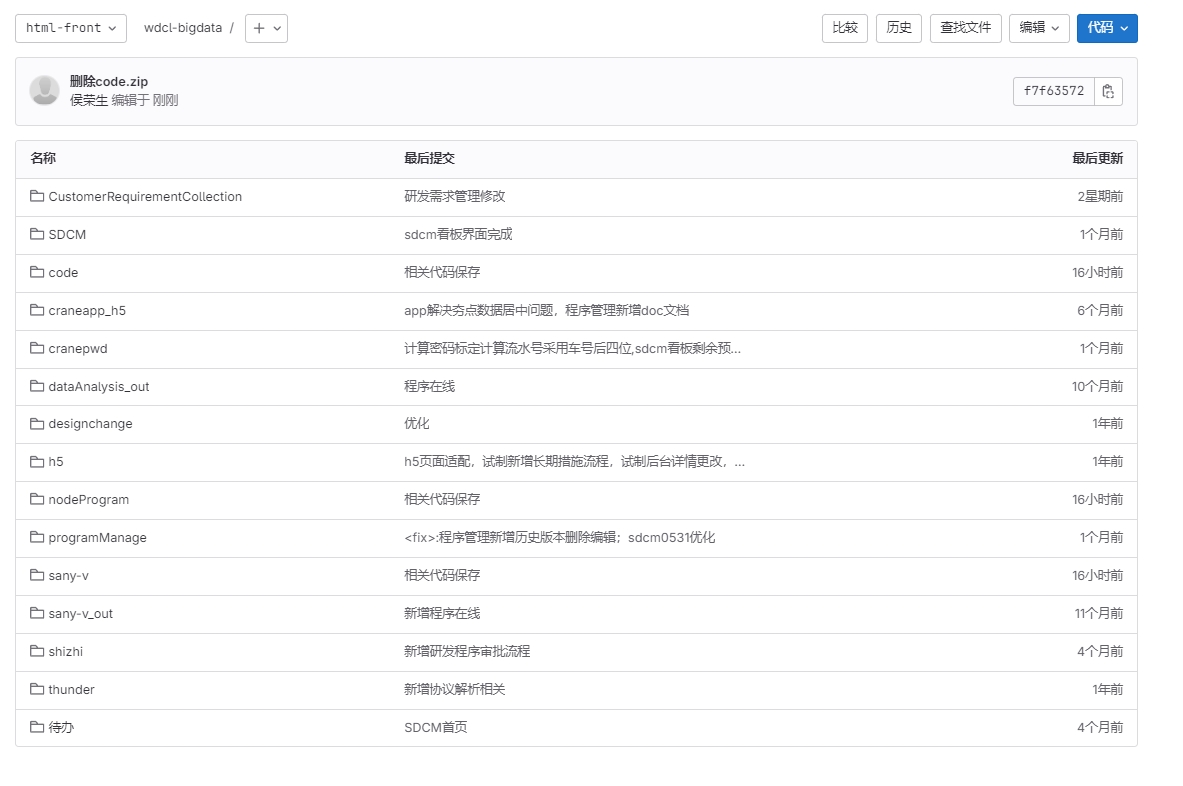 html-front wdcl-bigdata / 比较 历史 查找文件 编辑 代码
删除code.zip
侯荣生 编辑于 刚刚
f7f63572
名称 最后提交 最后更新
CustomerRequirementCollection 研发需求管理修改 2星期前
SDCM sdcm看板界面完成 1个月前
code 相关代码保存 16小时前
craneapp_h5 app解决夯点数据居中问题，程序管理新增doc文档 6个月前
cranepwd 计算密码标定计算流水号采用车号后四位,sdcm看板剩余预... 1个月前
dataAnalysis_out 程序在线 10个月前
designchange 优化 1年前
h5 h5页面适配，试制新增长期措施流程，试制后台详情更改，... 1年前
nodeProgram 相关代码保存 16小时前
programManage <fix>:程序管理新增历史版本删除编辑；sdcm0531优化 1个月前
sany-v 相关代码保存 16小时前
sany-v_out 新增程序在线 11个月前
shizhi 新增研发程序审批流程 4个月前
thunder 新增协议解析相关 1年前
待办 SDCM首页 4个月前